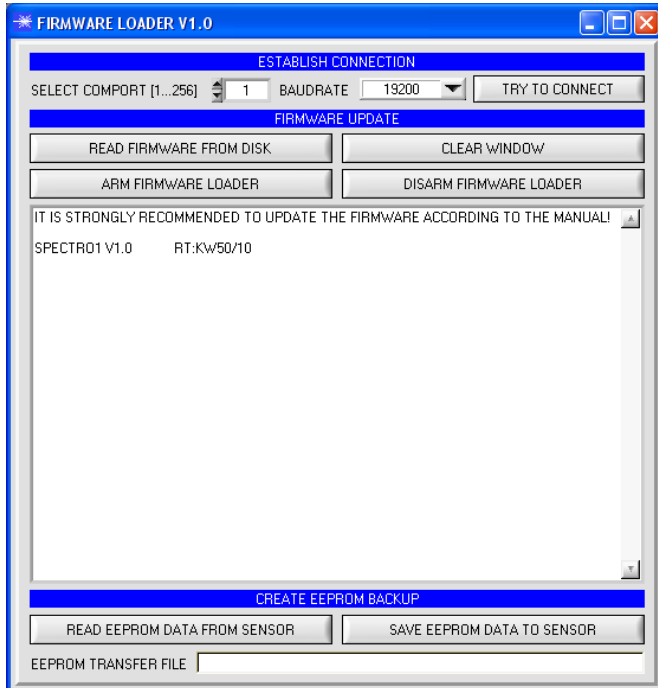 FIRMWARE LOADER V1.0
ESTABLISH CONNECTION
SELECT COMPORT [1...256] 1 BAUDRATE 19200 TRY TO CONNECT
FIRMWARE UPDATE
READ FIRMWARE FROM DISK CLEAR WINDOW
ARM FIRMWARE LOADER DISARM FIRMWARE LOADER
IT IS STRONGLY RECOMMENDED TO UPDATE THE FIRMWARE ACCORDING TO THE MANUAL!
SPECTRO1 V1.0 RT:KW50/10
CREATE EEPROM BACKUP
READ EEPROM DATA FROM SENSOR SAVE EEPROM DATA TO SENSOR
EEPROM TRANSFER FILE